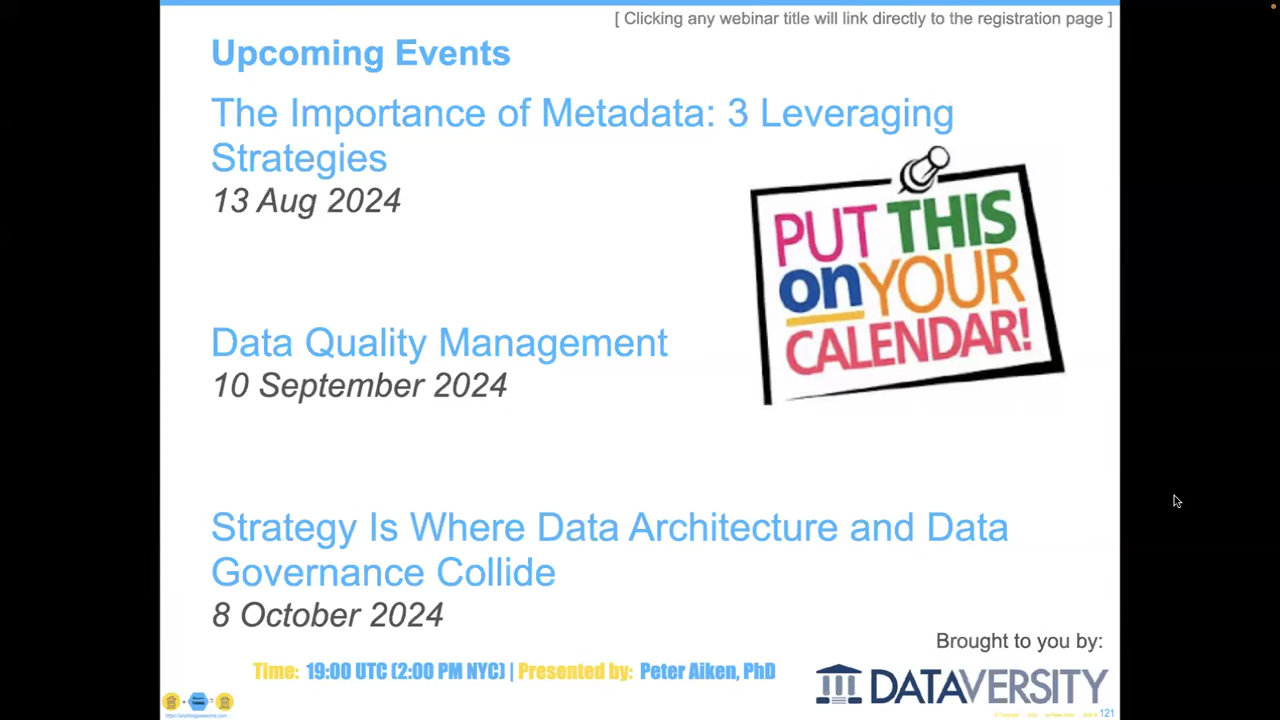 [ Clicking any webinar title will link directly to the registration page ]
Upcoming Events
The Importance of Metadata: 3 Leveraging
Strategies
13 Aug 2024
PUT THIS
on YOUR
CALENDAR!
Data Quality Management
10 September 2024
Strategy Is Where Data Architecture and Data
Governance Collide
8 October 2024
Brought to you by:
Time: 19:00 UTC (2:00 PM NYC) | Presented by: Peter Aiken, PhD
DATAVERSITY
121